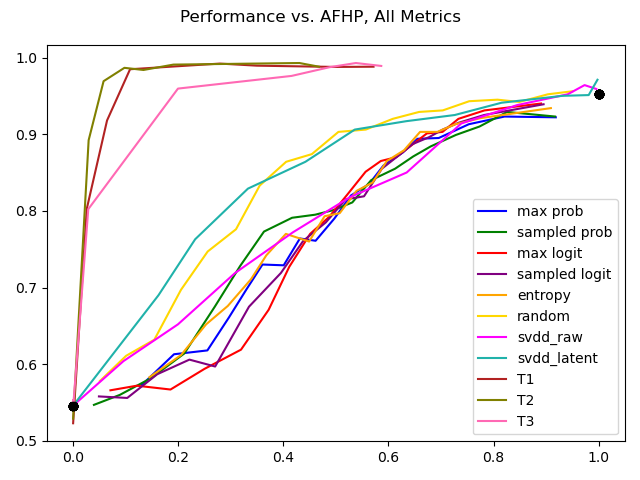 Performance vs. AFHP, All Metrics
1.0
0.9
0.8
0.7
0.6
0.5
0.0
0.2
0.4
0.6
0.8
1.0
max prob
sampled prob
max logit
sampled logit
entropy
random
svdd_raw
svdd_latent
T1
T2
T3